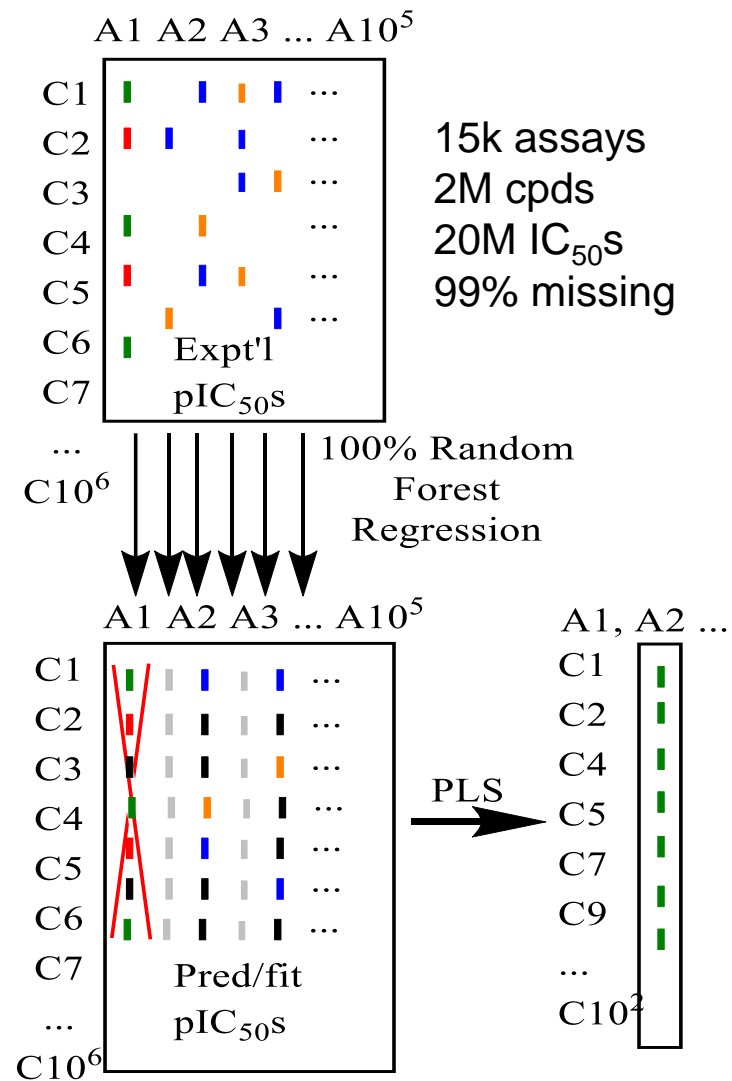 A1 A2 A3 ... A10⁵
C1
C2
C3
C4
C5
C6
C7
...
C10⁶
...
...
...
...
...
...
Expt'l
pIC₅₀s
15k assays
2M cpds
20M IC₅₀s
99% missing
100% Random
Forest
Regression
A1 A2 A3 ... A10⁵
C1
C2
C3
C4
C5
C6
C7
...
C10⁶
...
...
...
...
...
...
...
Pred/fit
pIC₅₀s
PLS
A1, A2 ...
C1
C2
C4
C5
C7
C9
...
C10²